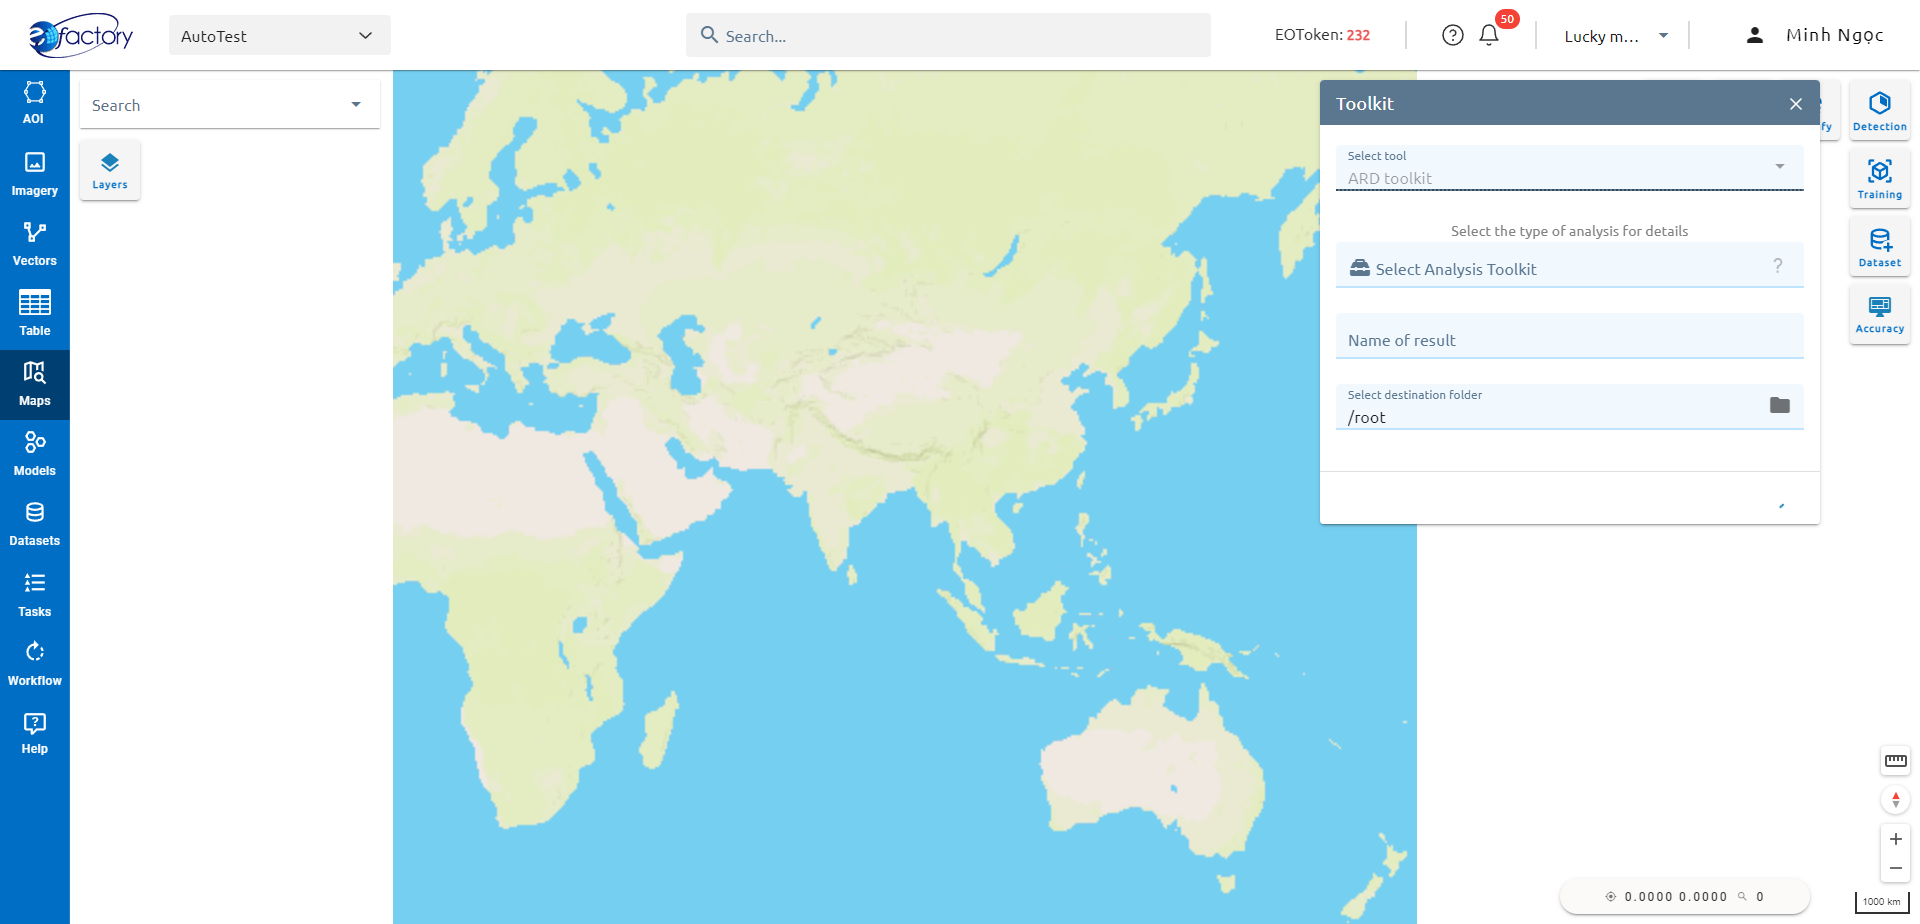 eofactory
AutoTest
Search...
EOToken: 232
50
Lucky m...
Minh Ngọc
AOI
Imagery
Vectors
Table
Maps
Models
Datasets
Tasks
Workflow
Help
Search
Layers
Toolkit
Select tool
ARD toolkit
Select the type of analysis for details
Select Analysis Toolkit
?
Name of result
Select destination folder
/root
fy
Detection
Training
Dataset
Accuracy
0.0000 0.0000
0
1000 km